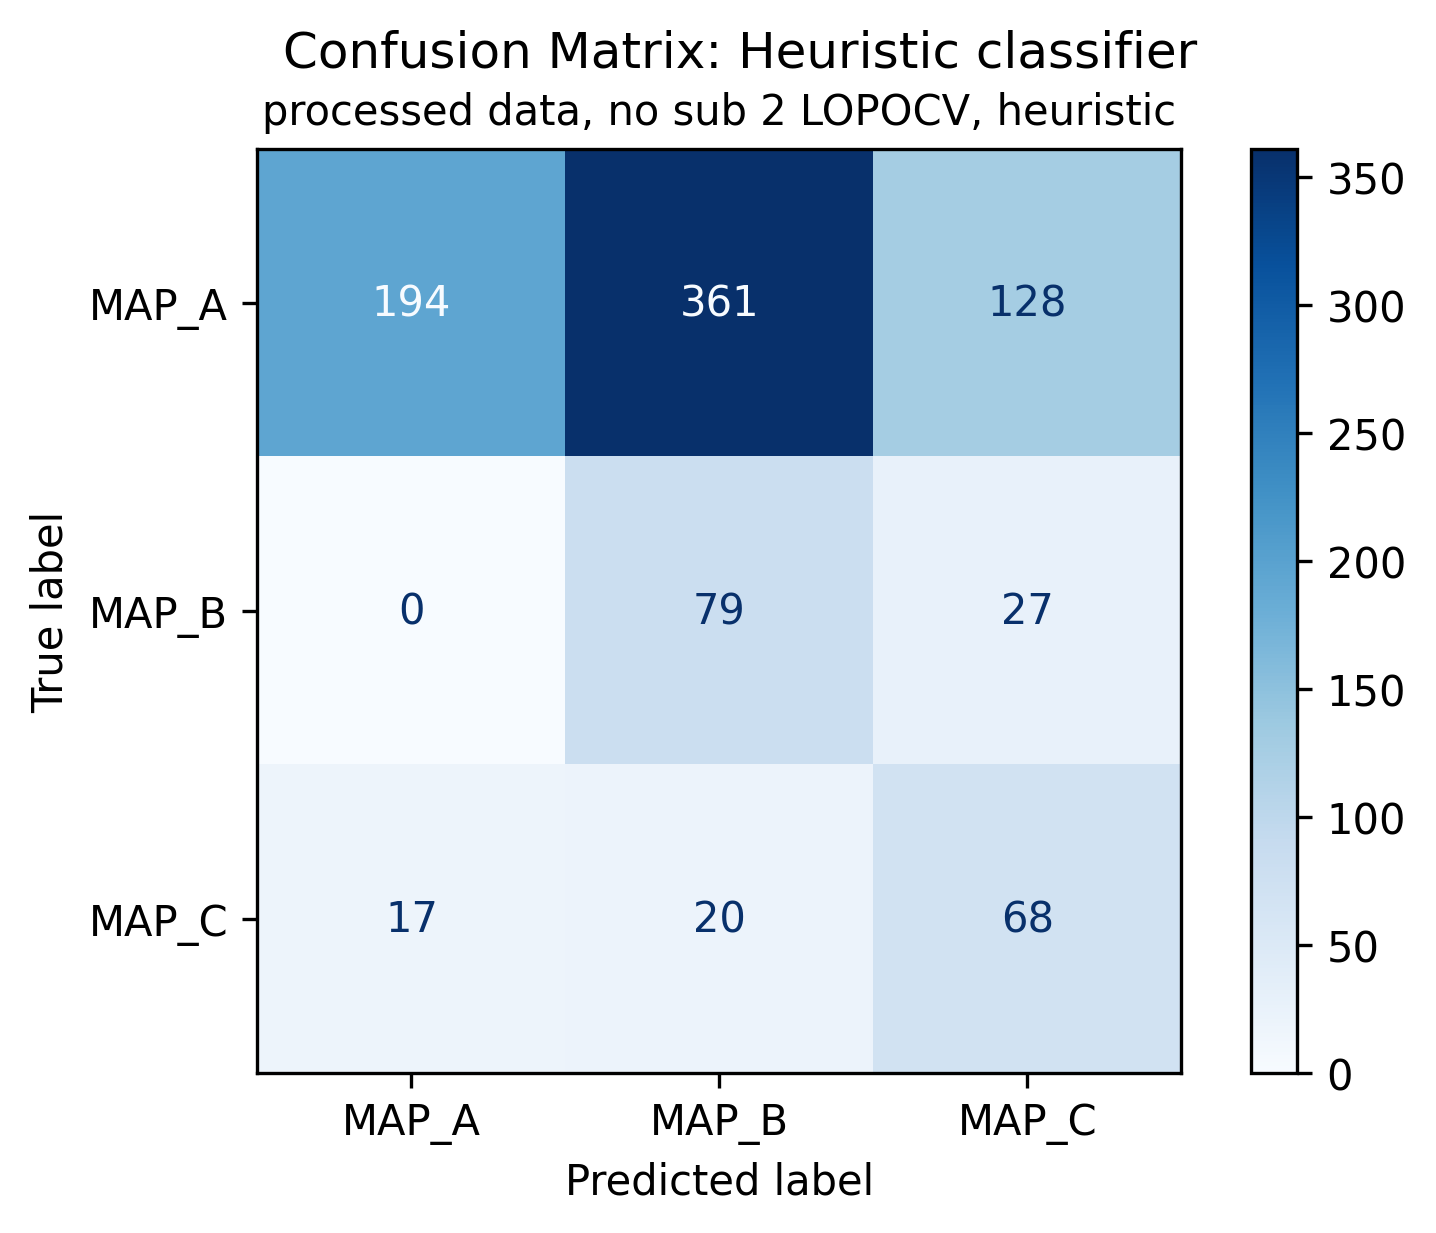 Confusion Matrix: Heuristic classifier
processed data, no sub 2 LOPOCV, heuristic
True label
MAP_A
194 361 128
MAP_B
0 79 27
MAP_C
17 20 68
MAP_A MAP_B MAP_C
Predicted label
350
300
250
200
150
100
50
0